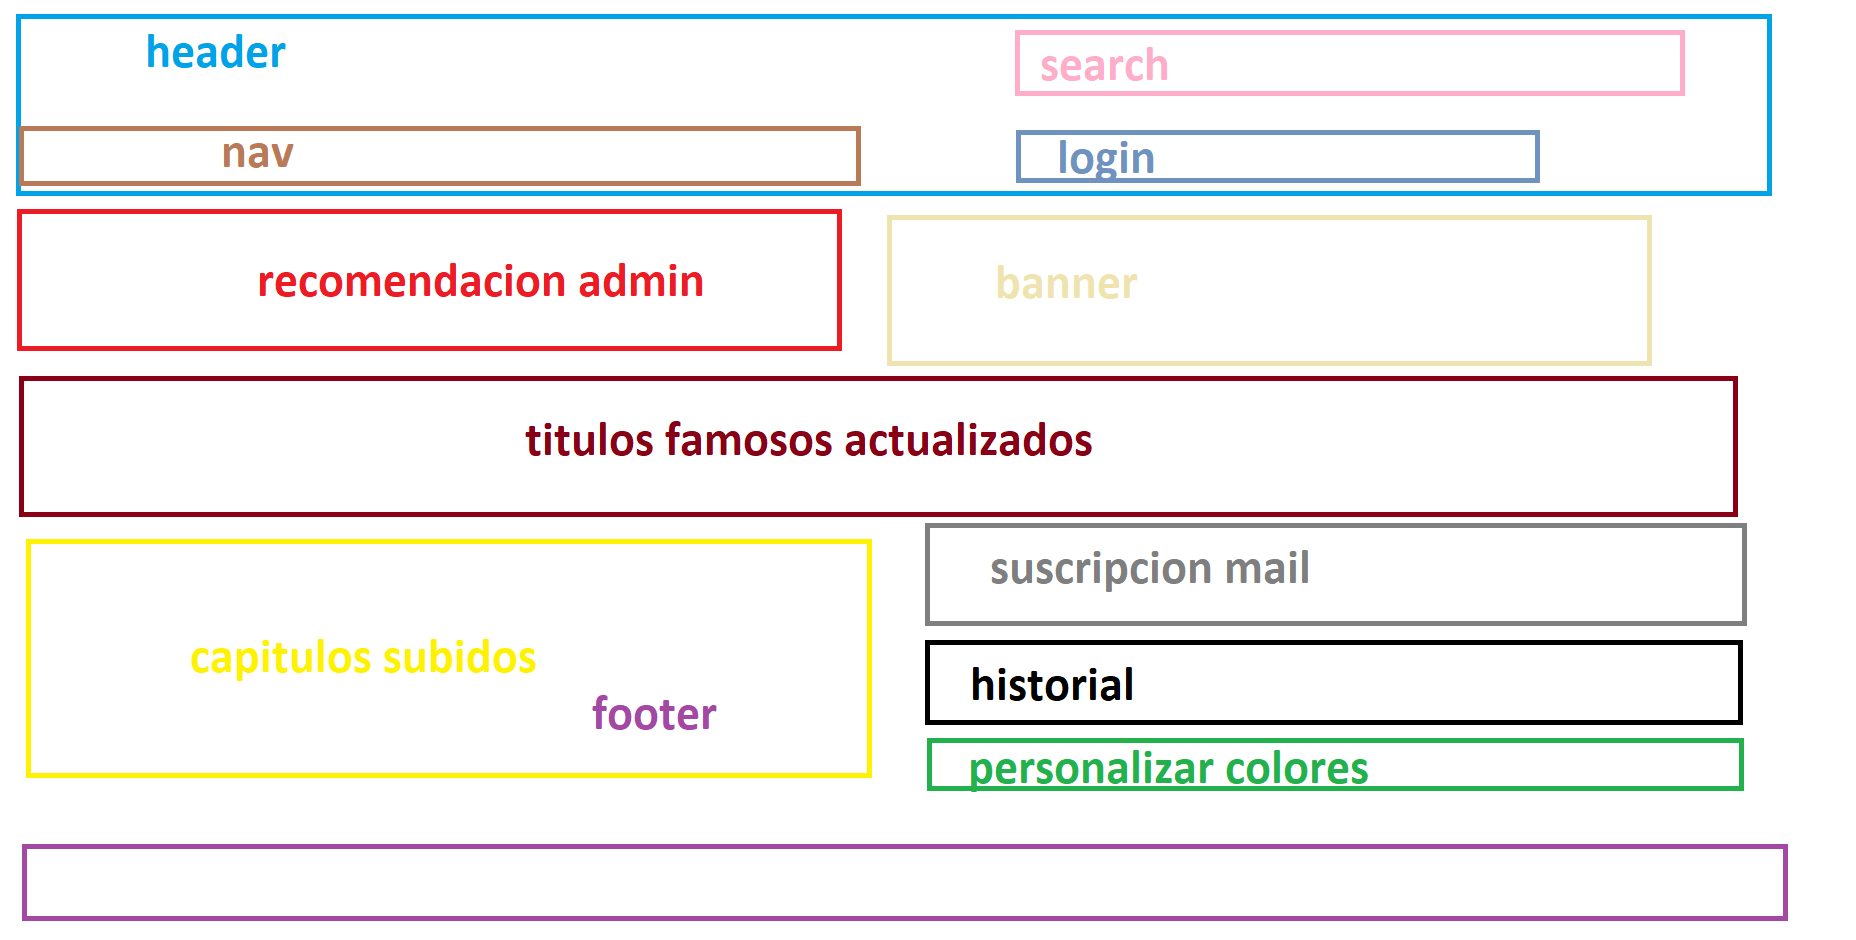 header
search
nav
login
recomendacion admin
banner
titulos famosos actualizados
suscripcion mail
capitulos subidos
historial
footer
personalizar colores